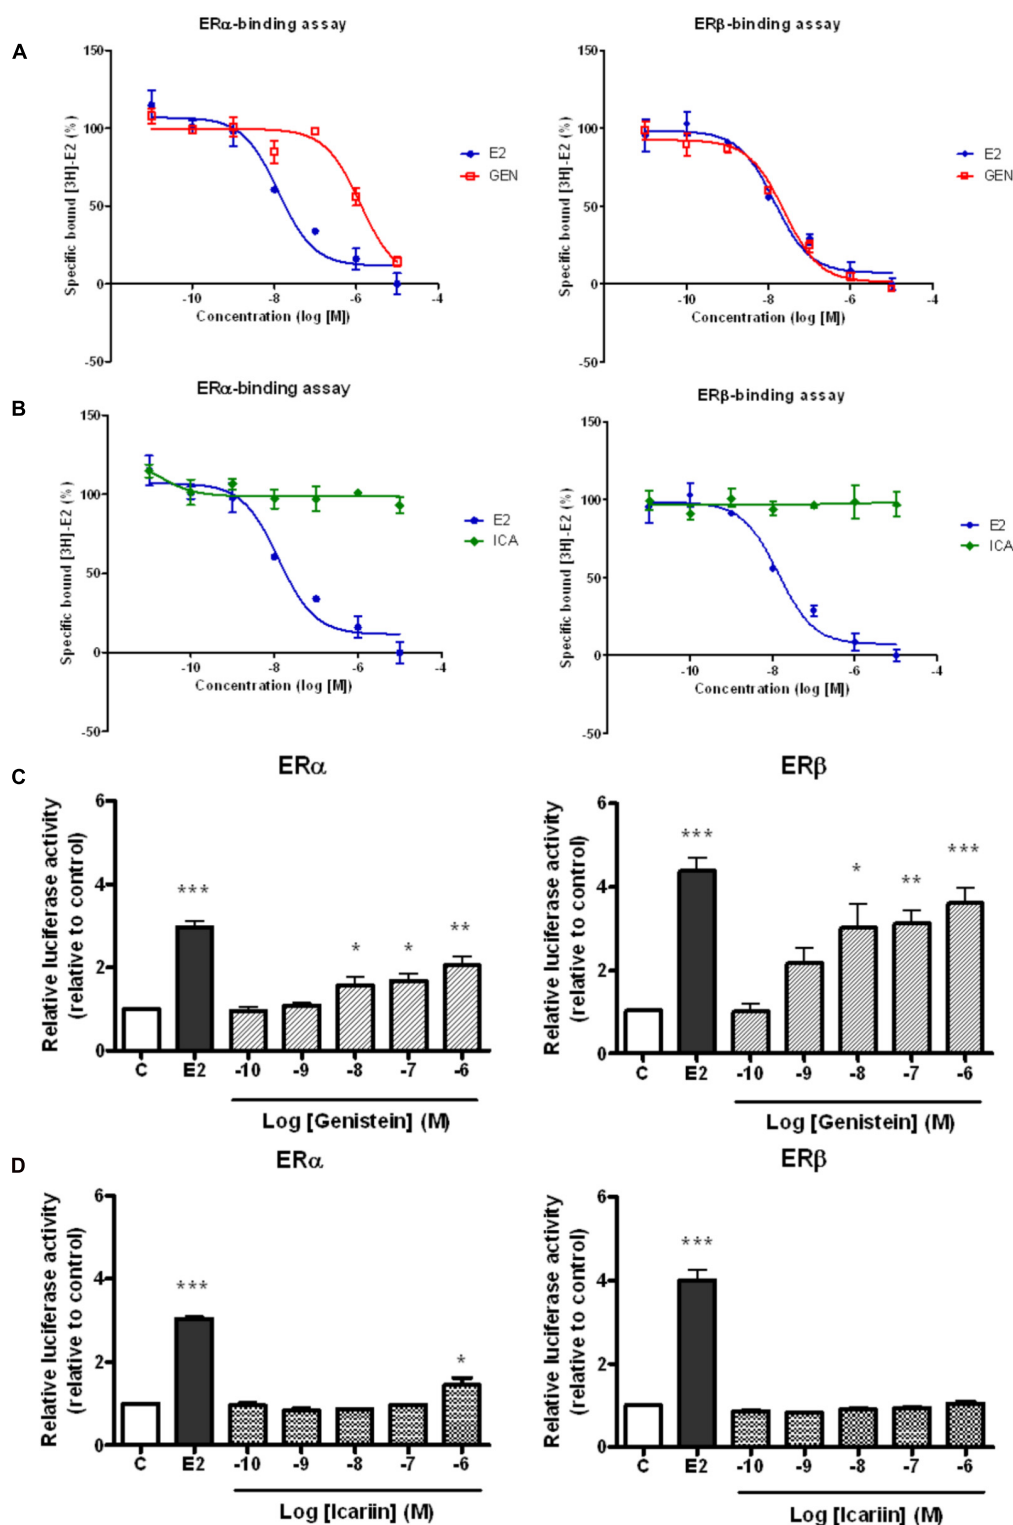 A
ERα-binding assay
Specific bound [3H]-E2 (%)
150
100
50
0
-50
-10
-8
-6
-4
Concentration (log [M])
E2
GEN
ERβ-binding assay
Specific bound [3H]-E2 (%)
150
100
50
0
-50
-10
-8
-6
-4
Concentration (log [M])
E2
GEN
B
ERα-binding assay
Specific bound [3H]-E2 (%)
150
100
50
0
-50
-10
-8
-6
-4
Concentration (log [M])
E2
ICA
ERβ-binding assay
Specific bound [3H]-E2 (%)
150
100
50
0
-50
-10
-8
-6
-4
Concentration (log [M])
E2
ICA
C
ERα
Relative luciferase activity
(relative to control)
6
4
2
0
***
*
*
**
C E2 -10 -9 -8 -7 -6
Log [Genistein] (M)
ERβ
Relative luciferase activity
(relative to control)
6
4
2
0
***
*
**
***
C E2 -10 -9 -8 -7 -6
Log [Genistein] (M)
D
ERα
Relative luciferase activity
(relative to control)
6
4
2
0
***
*
C E2 -10 -9 -8 -7 -6
Log [Icariin] (M)
ERβ
Relative luciferase activity
(relative to control)
6
4
2
0
***
C E2 -10 -9 -8 -7 -6
Log [Icariin] (M)